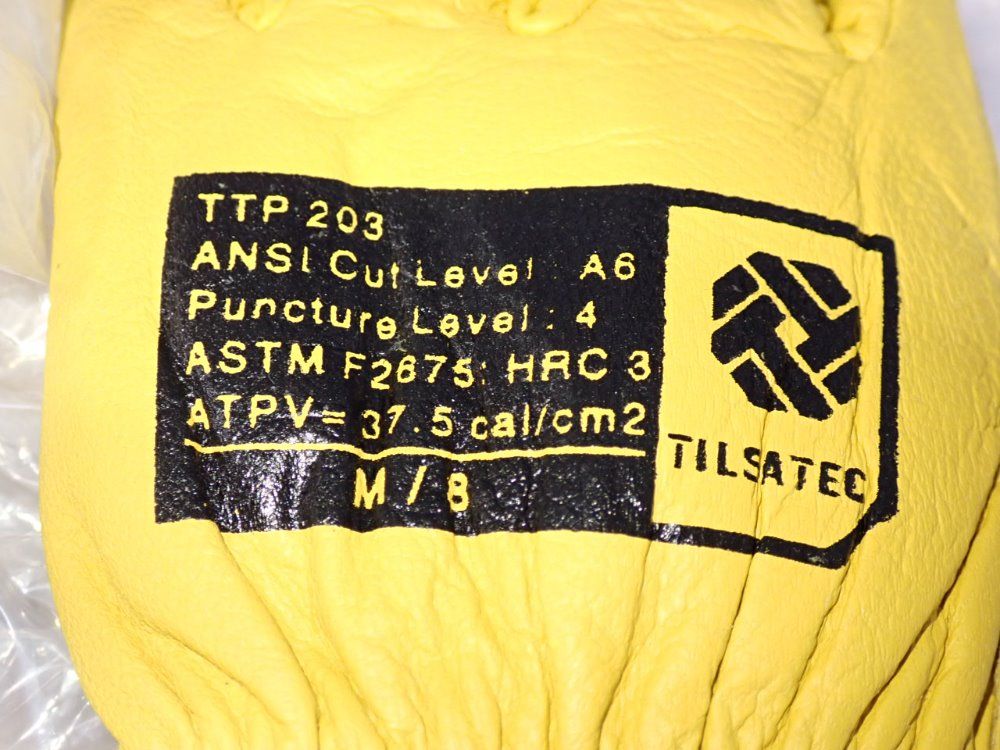 TTP 203
ANSI Cut Level : A6
Puncture Level : 4
ASTM F2675: HRC 3
ATPV= 37.5 cal/cm2
M / 8
TILSATEC